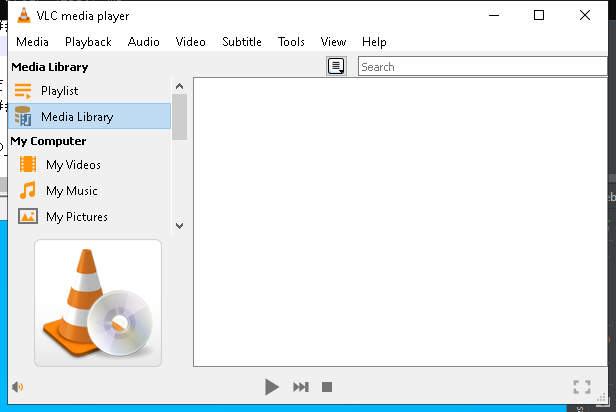 VLC media player
Media Playback Audio Video Subtitle Tools View Help
Media Library
Search
Playlist
Media Library
My Computer
My Videos
My Music
My Pictures